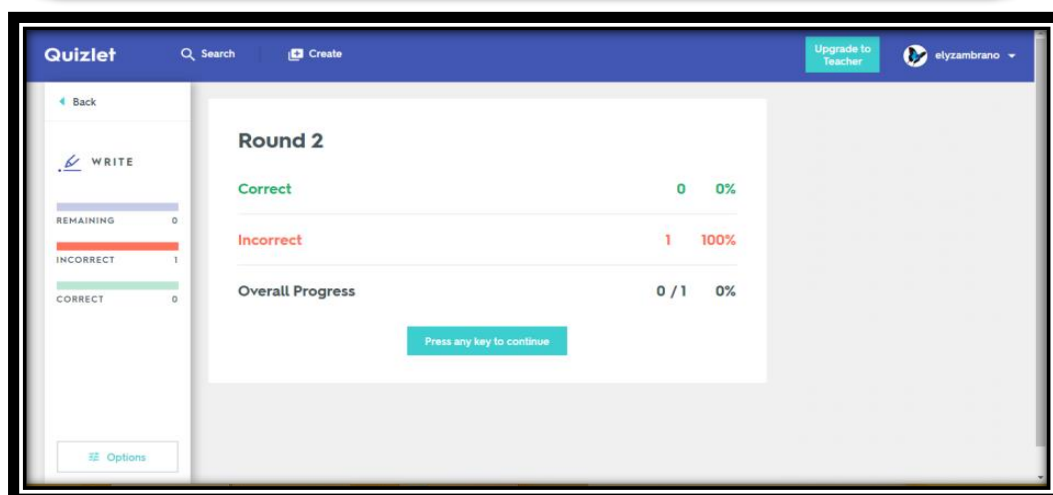 Quizlet Search Create Upgrade to Teacher elyzambrano
Back
WRITE
REMAINING 0
INCORRECT 1
CORRECT 0
Options
Round 2
Correct 0 0%
Incorrect 1 100%
Overall Progress 0 / 1 0%
Press any key to continue